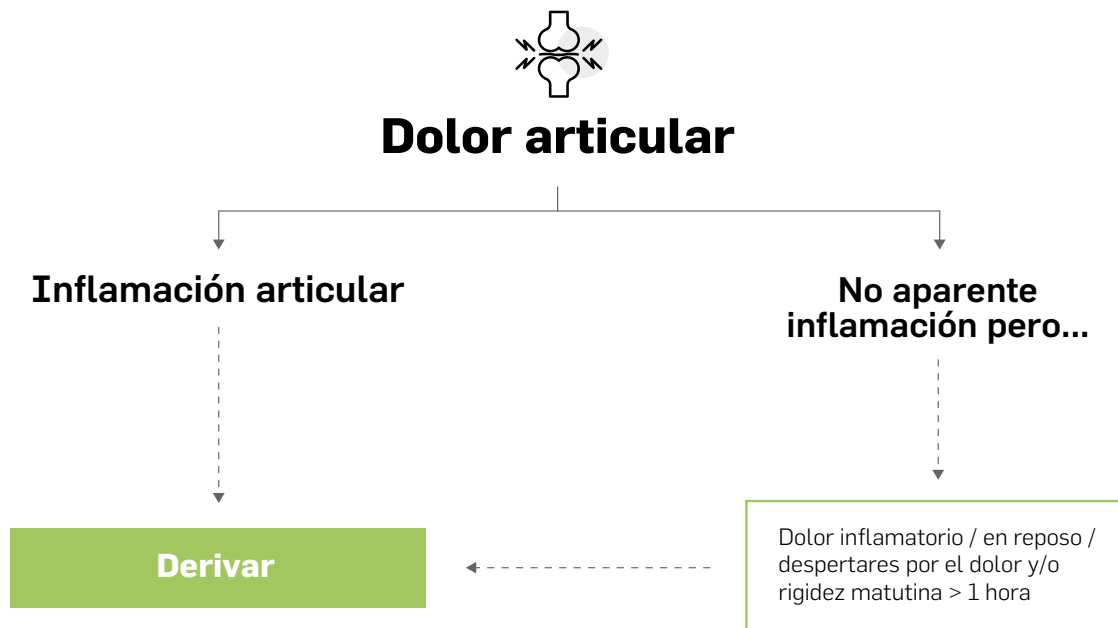 Dolor articular
Inflamación articular
No aparente
inflamación pero...
Derivar
Dolor inflamatorio / en reposo /
despertares por el dolor y/o
rigidez matutina > 1 hora